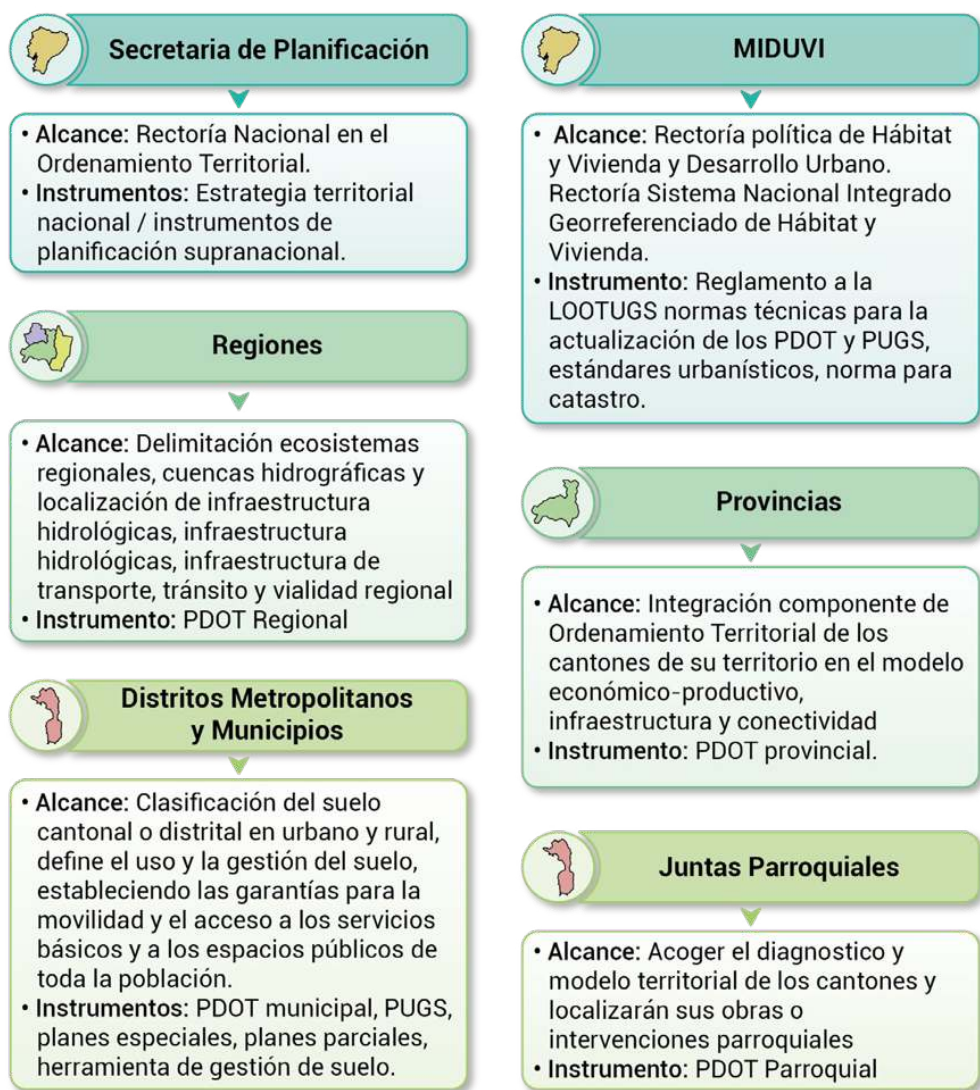 Secretaria de Planificación
• Alcance: Rectoría Nacional en el
Ordenamiento Territorial.
• Instrumentos: Estrategia territorial
nacional / instrumentos de
planificación supranacional.
MIDUVI
• Alcance: Rectoría política de Hábitat
y Vivienda y Desarrollo Urbano.
Rectoría Sistema Nacional Integrado
Georreferenciado de Hábitat y
Vivienda.
• Instrumento: Reglamento a la
LOOTUGS normas técnicas para la
actualización de los PDOT y PUGS,
estándares urbanísticos, norma para
catastro.
Regiones
• Alcance: Delimitación ecosistemas
regionales, cuencas hidrográficas y
localización de infraestructura
hidrológicas, infraestructura
hidrológicas, infraestructura de
transporte, tránsito y vialidad regional
• Instrumento: PDOT Regional
Provincias
• Alcance: Integración componente de
Ordenamiento Territorial de los
cantones de su territorio en el modelo
económico-productivo,
infraestructura y conectividad
• Instrumento: PDOT provincial.
Distritos Metropolitanos
y Municipios
• Alcance: Clasificación del suelo
cantonal o distrital en urbano y rural,
define el uso y la gestión del suelo,
estableciendo las garantías para la
movilidad y el acceso a los servicios
básicos y a los espacios públicos de
toda la población.
• Instrumentos: PDOT municipal, PUGS,
planes especiales, planes parciales,
herramienta de gestión de suelo.
Juntas Parroquiales
• Alcance: Acoger el diagnostico y
modelo territorial de los cantones y
localizarán sus obras o
intervenciones parroquiales
• Instrumento: PDOT Parroquial